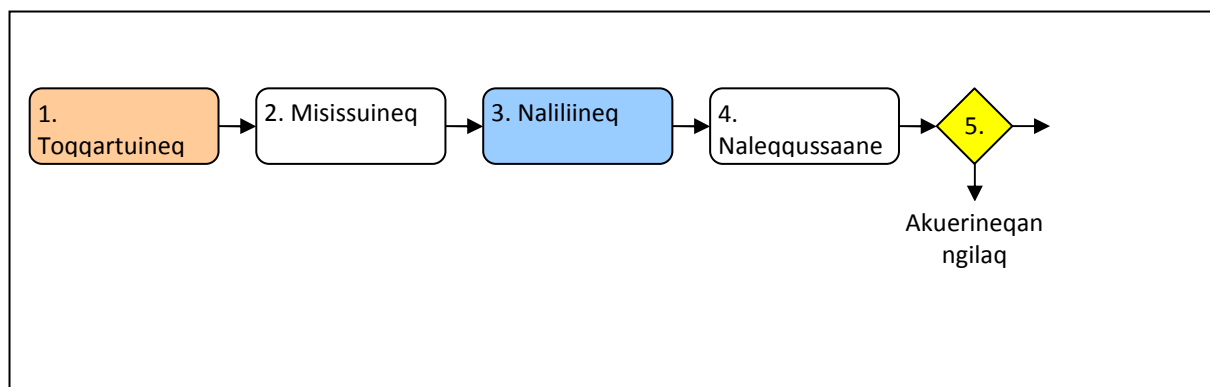 1.
Toqqartuineq
2. Misissuineq
3. Naliliineq
4.
Naleqqussaane
5.
Akuerineqan
ngilaq